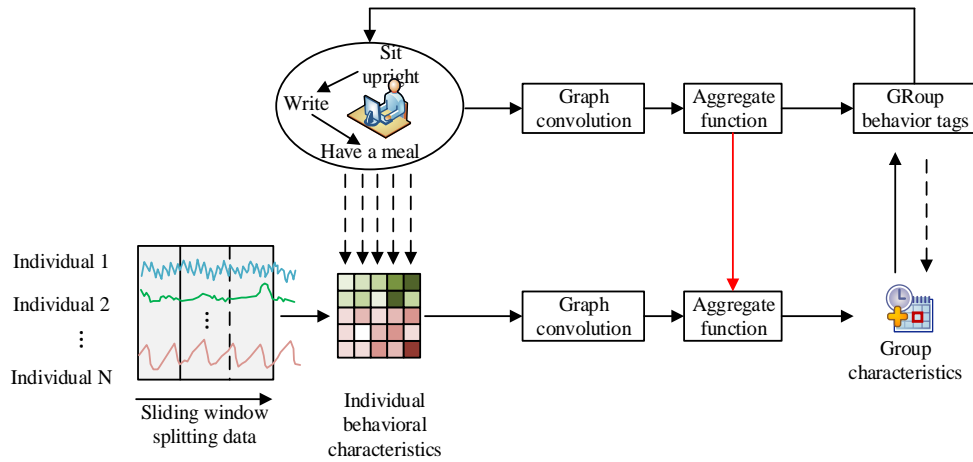 Sit
upright
Write
Have a meal
Graph
convolution
Aggregate
function
GRoup
behavior tags
Individual 1
Individual 2
⋮
Individual N
...
Sliding window
splitting data
Individual
behavioral
characteristics
Graph
convolution
Aggregate
function
Group
characteristics